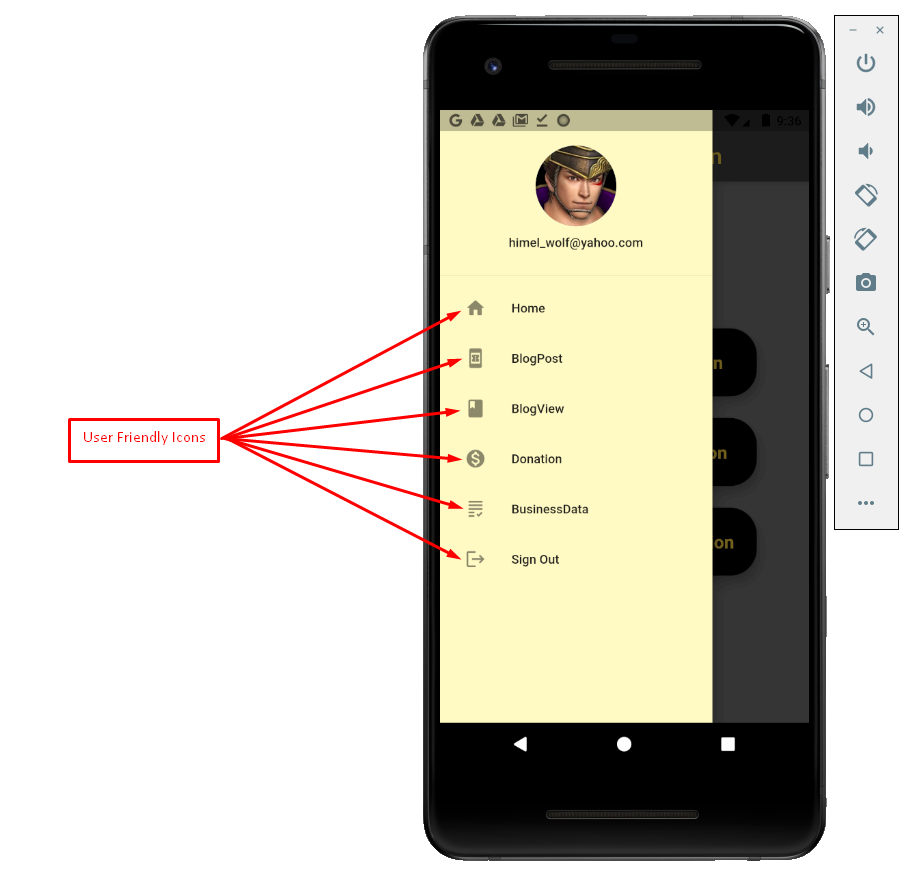 9:36
n
himel_wolf@yahoo.com
Home
BlogPost
n
BlogView
User Friendly Icons
Donation
on
BusinessData
on
Sign Out